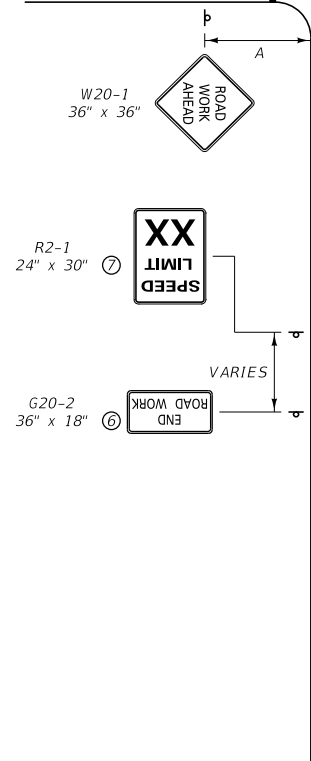 A
W20-1
36" x 36"
ROAD
WORK
AHEAD
R2-1
24" x 30" 7
SPEED
LIMIT
XX
VARIES
G20-2
36" x 18" 6
END
ROAD WORK